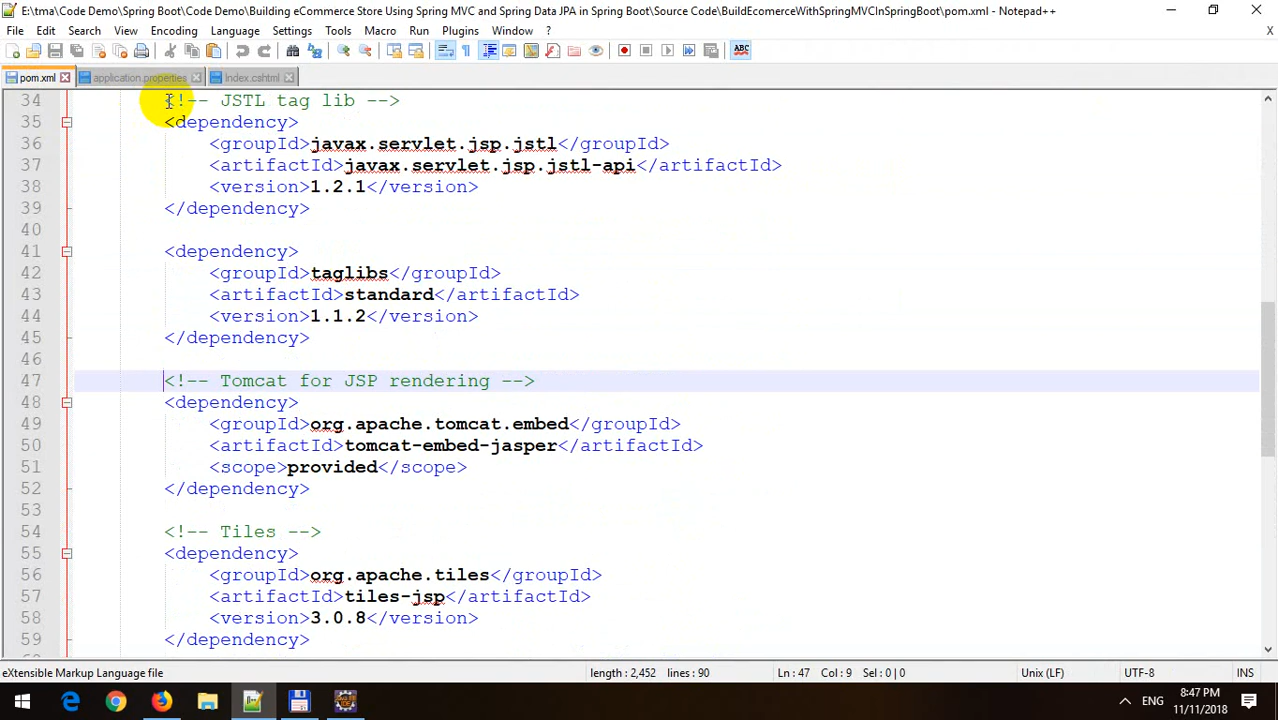 E:\tma\Code Demo\Spring Boot\Code Demo\Building eCommerce Store Using Spring MVC and Spring Data JPA in Spring Boot\Source Code\BuildEcomerceWithSpringMVCInSpringBoot\pom.xml - Notepad++
File Edit Search View Encoding Language Settings Tools Macro Run Plugins Window ? X
ABC
pom.xml application.properties Index.cshtml
34 <!-- JSTL tag lib -->
35 <dependency>
36 <groupId>javax.servlet.jsp.jstl</groupId>
37 <artifactId>javax.servlet.jsp.jstl-api</artifactId>
38 <version>1.2.1</version>
39 </dependency>
40
41 <dependency>
42 <groupId>taglibs</groupId>
43 <artifactId>standard</artifactId>
44 <version>1.1.2</version>
45 </dependency>
46
47 <!-- Tomcat for JSP rendering -->
48 <dependency>
49 <groupId>org.apache.tomcat.embed</groupId>
50 <artifactId>tomcat-embed-jasper</artifactId>
51 <scope>provided</scope>
52 </dependency>
53
54 <!-- Tiles -->
55 <dependency>
56 <groupId>org.apache.tiles</groupId>
57 <artifactId>tiles-jsp</artifactId>
58 <version>3.0.8</version>
59 </dependency>
eXtensible Markup Language file length : 2,452 lines : 90 Ln : 47 Col : 9 Sel : 0 | 0 Unix (LF) UTF-8 INS
ENG
8:47 PM
11/11/2018